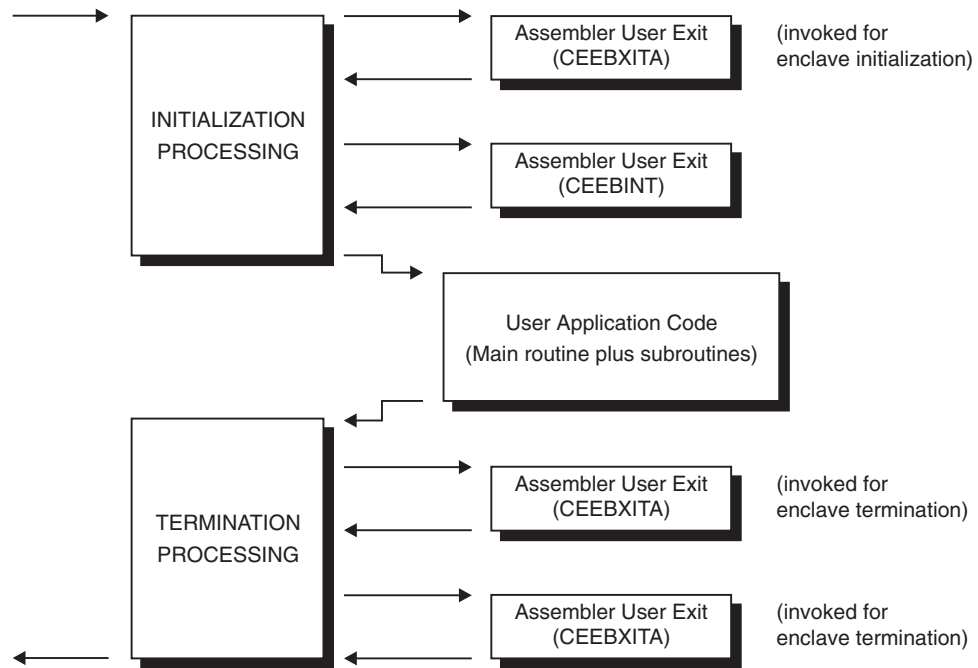 Assembler User Exit
(CEEBXITA)
(invoked for
enclave initialization)
INITIALIZATION
PROCESSING
Assembler User Exit
(CEEBINT)
User Application Code
(Main routine plus subroutines)
Assembler User Exit
(CEEBXITA)
(invoked for
enclave termination)
TERMINATION
PROCESSING
Assembler User Exit
(CEEBXITA)
(invoked for
enclave termination)